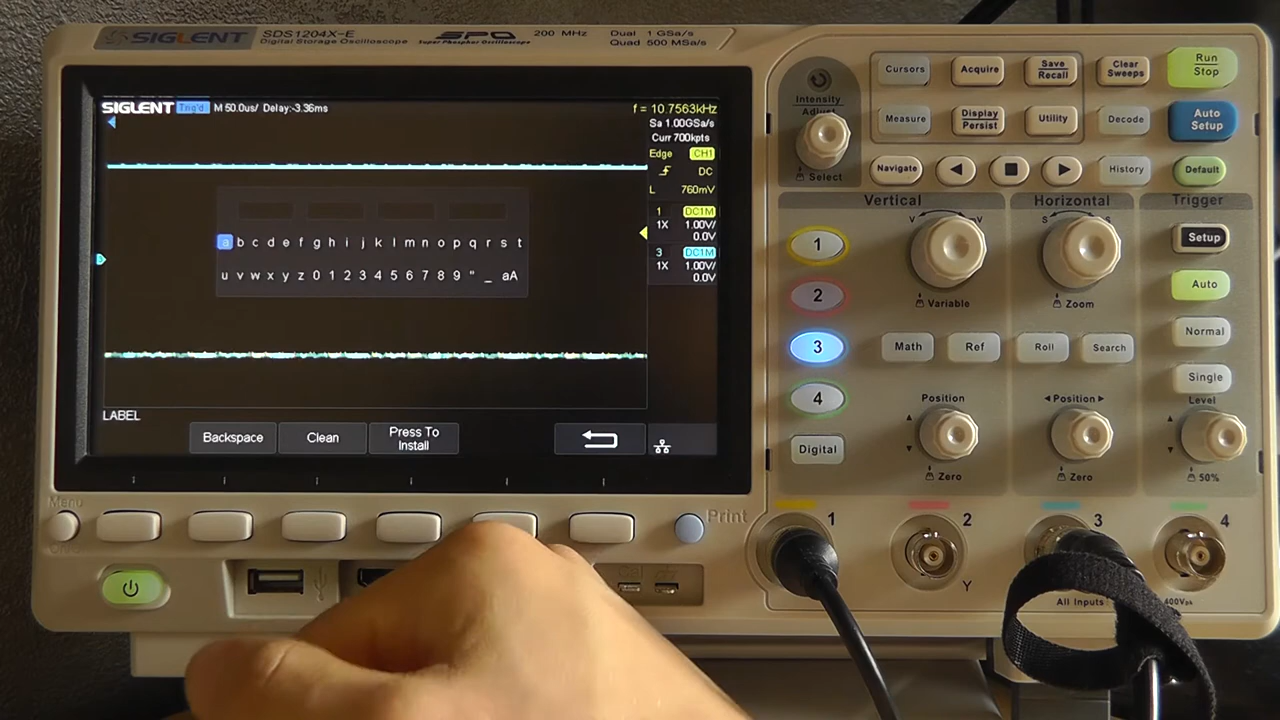 SIGLENT SDS1204X-E
Digital Storage Oscilloscope
SPO
Super Phosphor Oscilloscope
200 MHz
Dual 1 GSa/s
Quad 500 MSa/s
SIGLENT Trig'd M 50.0us/ Delay:-3.36ms
f = 10.7563kHz
Sa 1.00GSa/s
Curr 700kpts
Edge CH1
DC
L 760mV
1 DC1M
1X 1.00V/
0.0V
3 DC1M
1X 1.00V/
0.0V
a b c d e f g h i j k l m n o p q r s t
u v w x y z 0 1 2 3 4 5 6 7 8 9 " _ aA
LABEL
Backspace
Clean
Press To
Install
Menu
Print
Intensity
Adjust
Select
Cursors
Acquire
Save
Recall
Clear
Sweeps
Run
Stop
Measure
Display
Persist
Utility
Decode
Auto
Setup
Navigate
History
Default
Vertical
Horizontal
Trigger
V
mV
S
S
1
2
3
4
Variable
Zoom
Setup
Auto
Normal
Single
Level
Math
Ref
Roll
Search
Digital
Position
Position
Zero
Zero
50%
1
2
3
4
Y
All Inputs
400Vpk